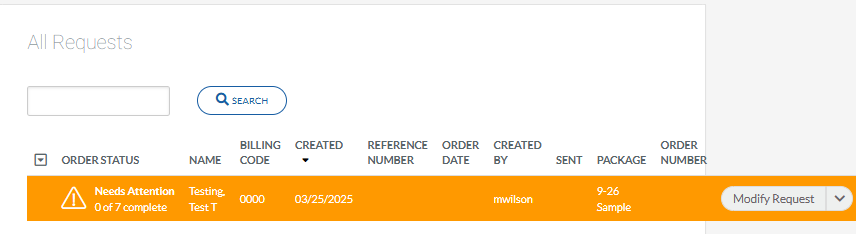 All Requests
SEARCH
ORDER STATUS
NAME
BILLING
CODE
CREATED
REFERENCE
NUMBER
ORDER
DATE
CREATED
BY
SENT
PACKAGE
ORDER
NUMBER
Needs Attention
0 of 7 complete
Testing,
Test T
0000
03/25/2025
mwilson
9-26
Sample
Modify Request